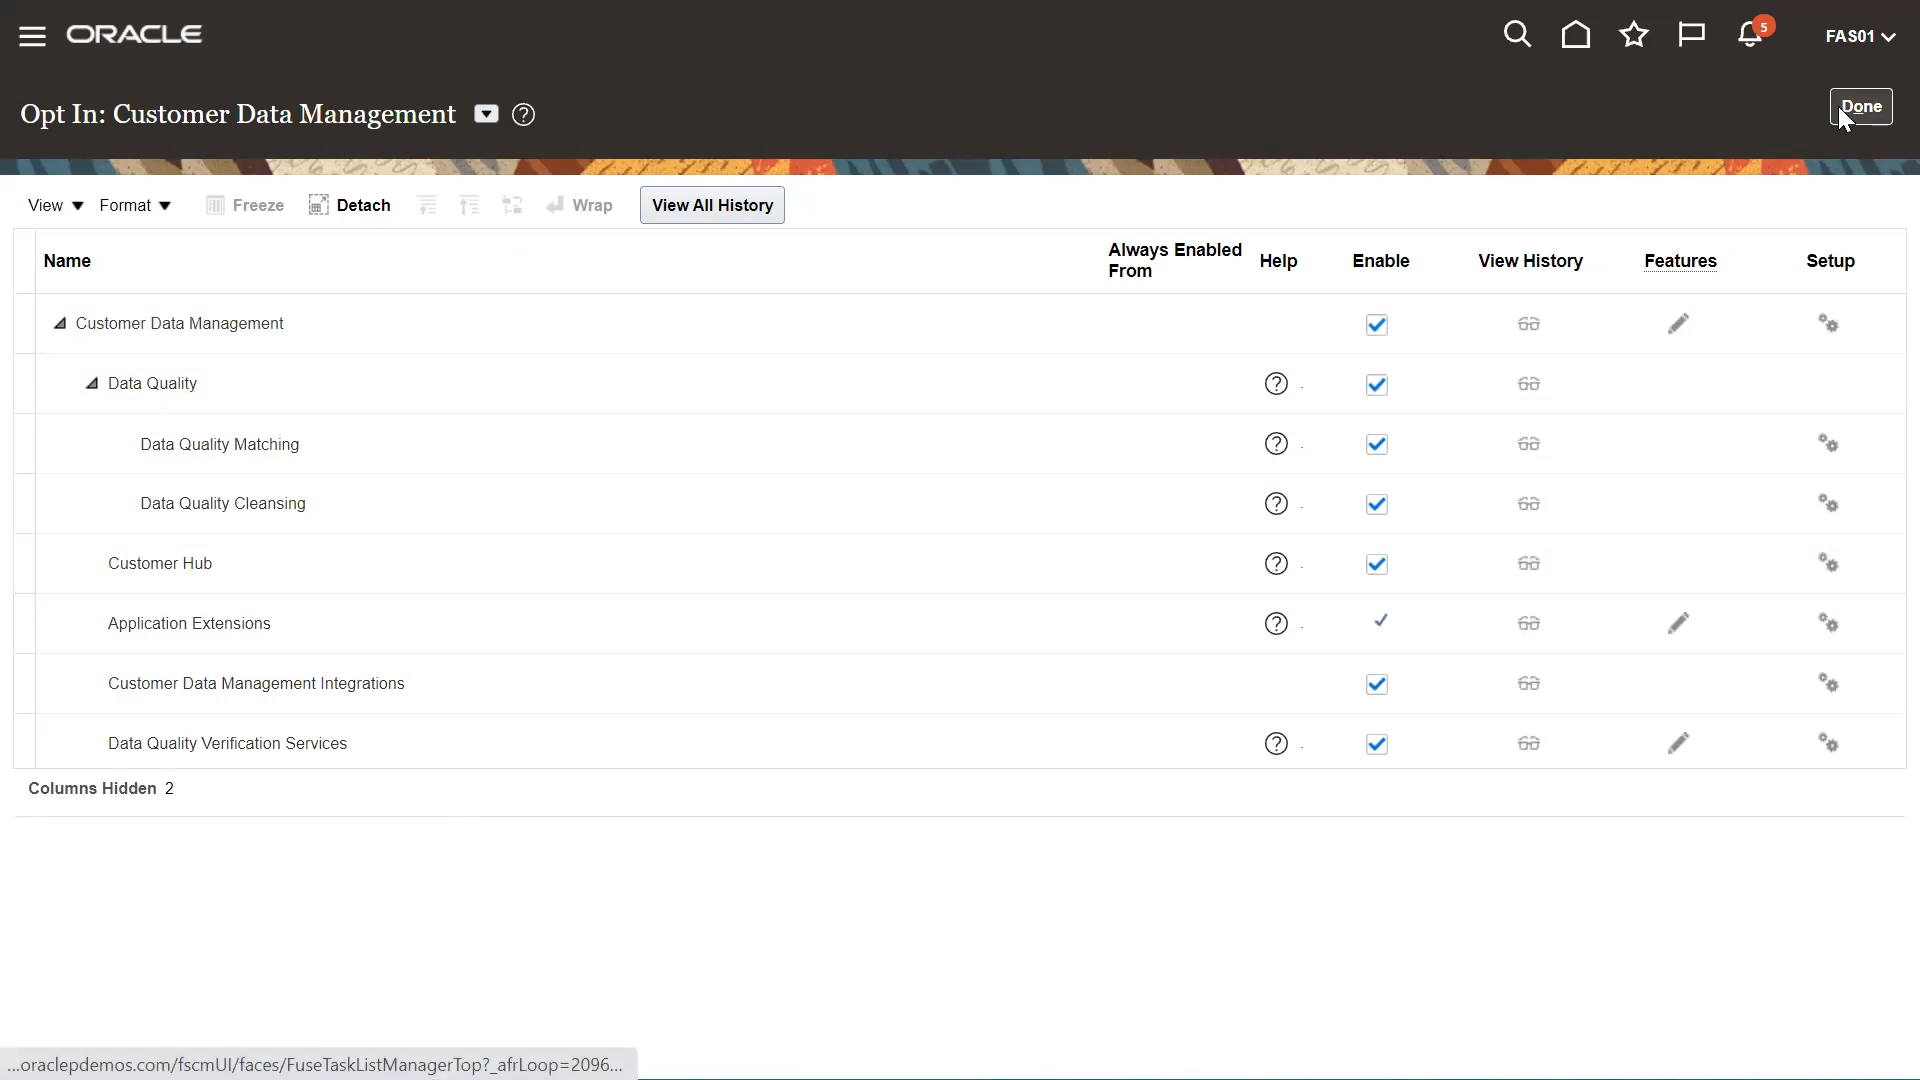 ORACLE
5
FAS01
Opt In: Customer Data Management
Done
View Format Freeze Detach Wrap View All History
Name Always Enabled From Help Enable View History Features Setup
Customer Data Management
Data Quality
Data Quality Matching
Data Quality Cleansing
Customer Hub
Application Extensions
Customer Data Management Integrations
Data Quality Verification Services
Columns Hidden 2
...oraclepdemos.com/fscmUI/faces/FuseTaskListManagerTop?_afrLoop=2096...